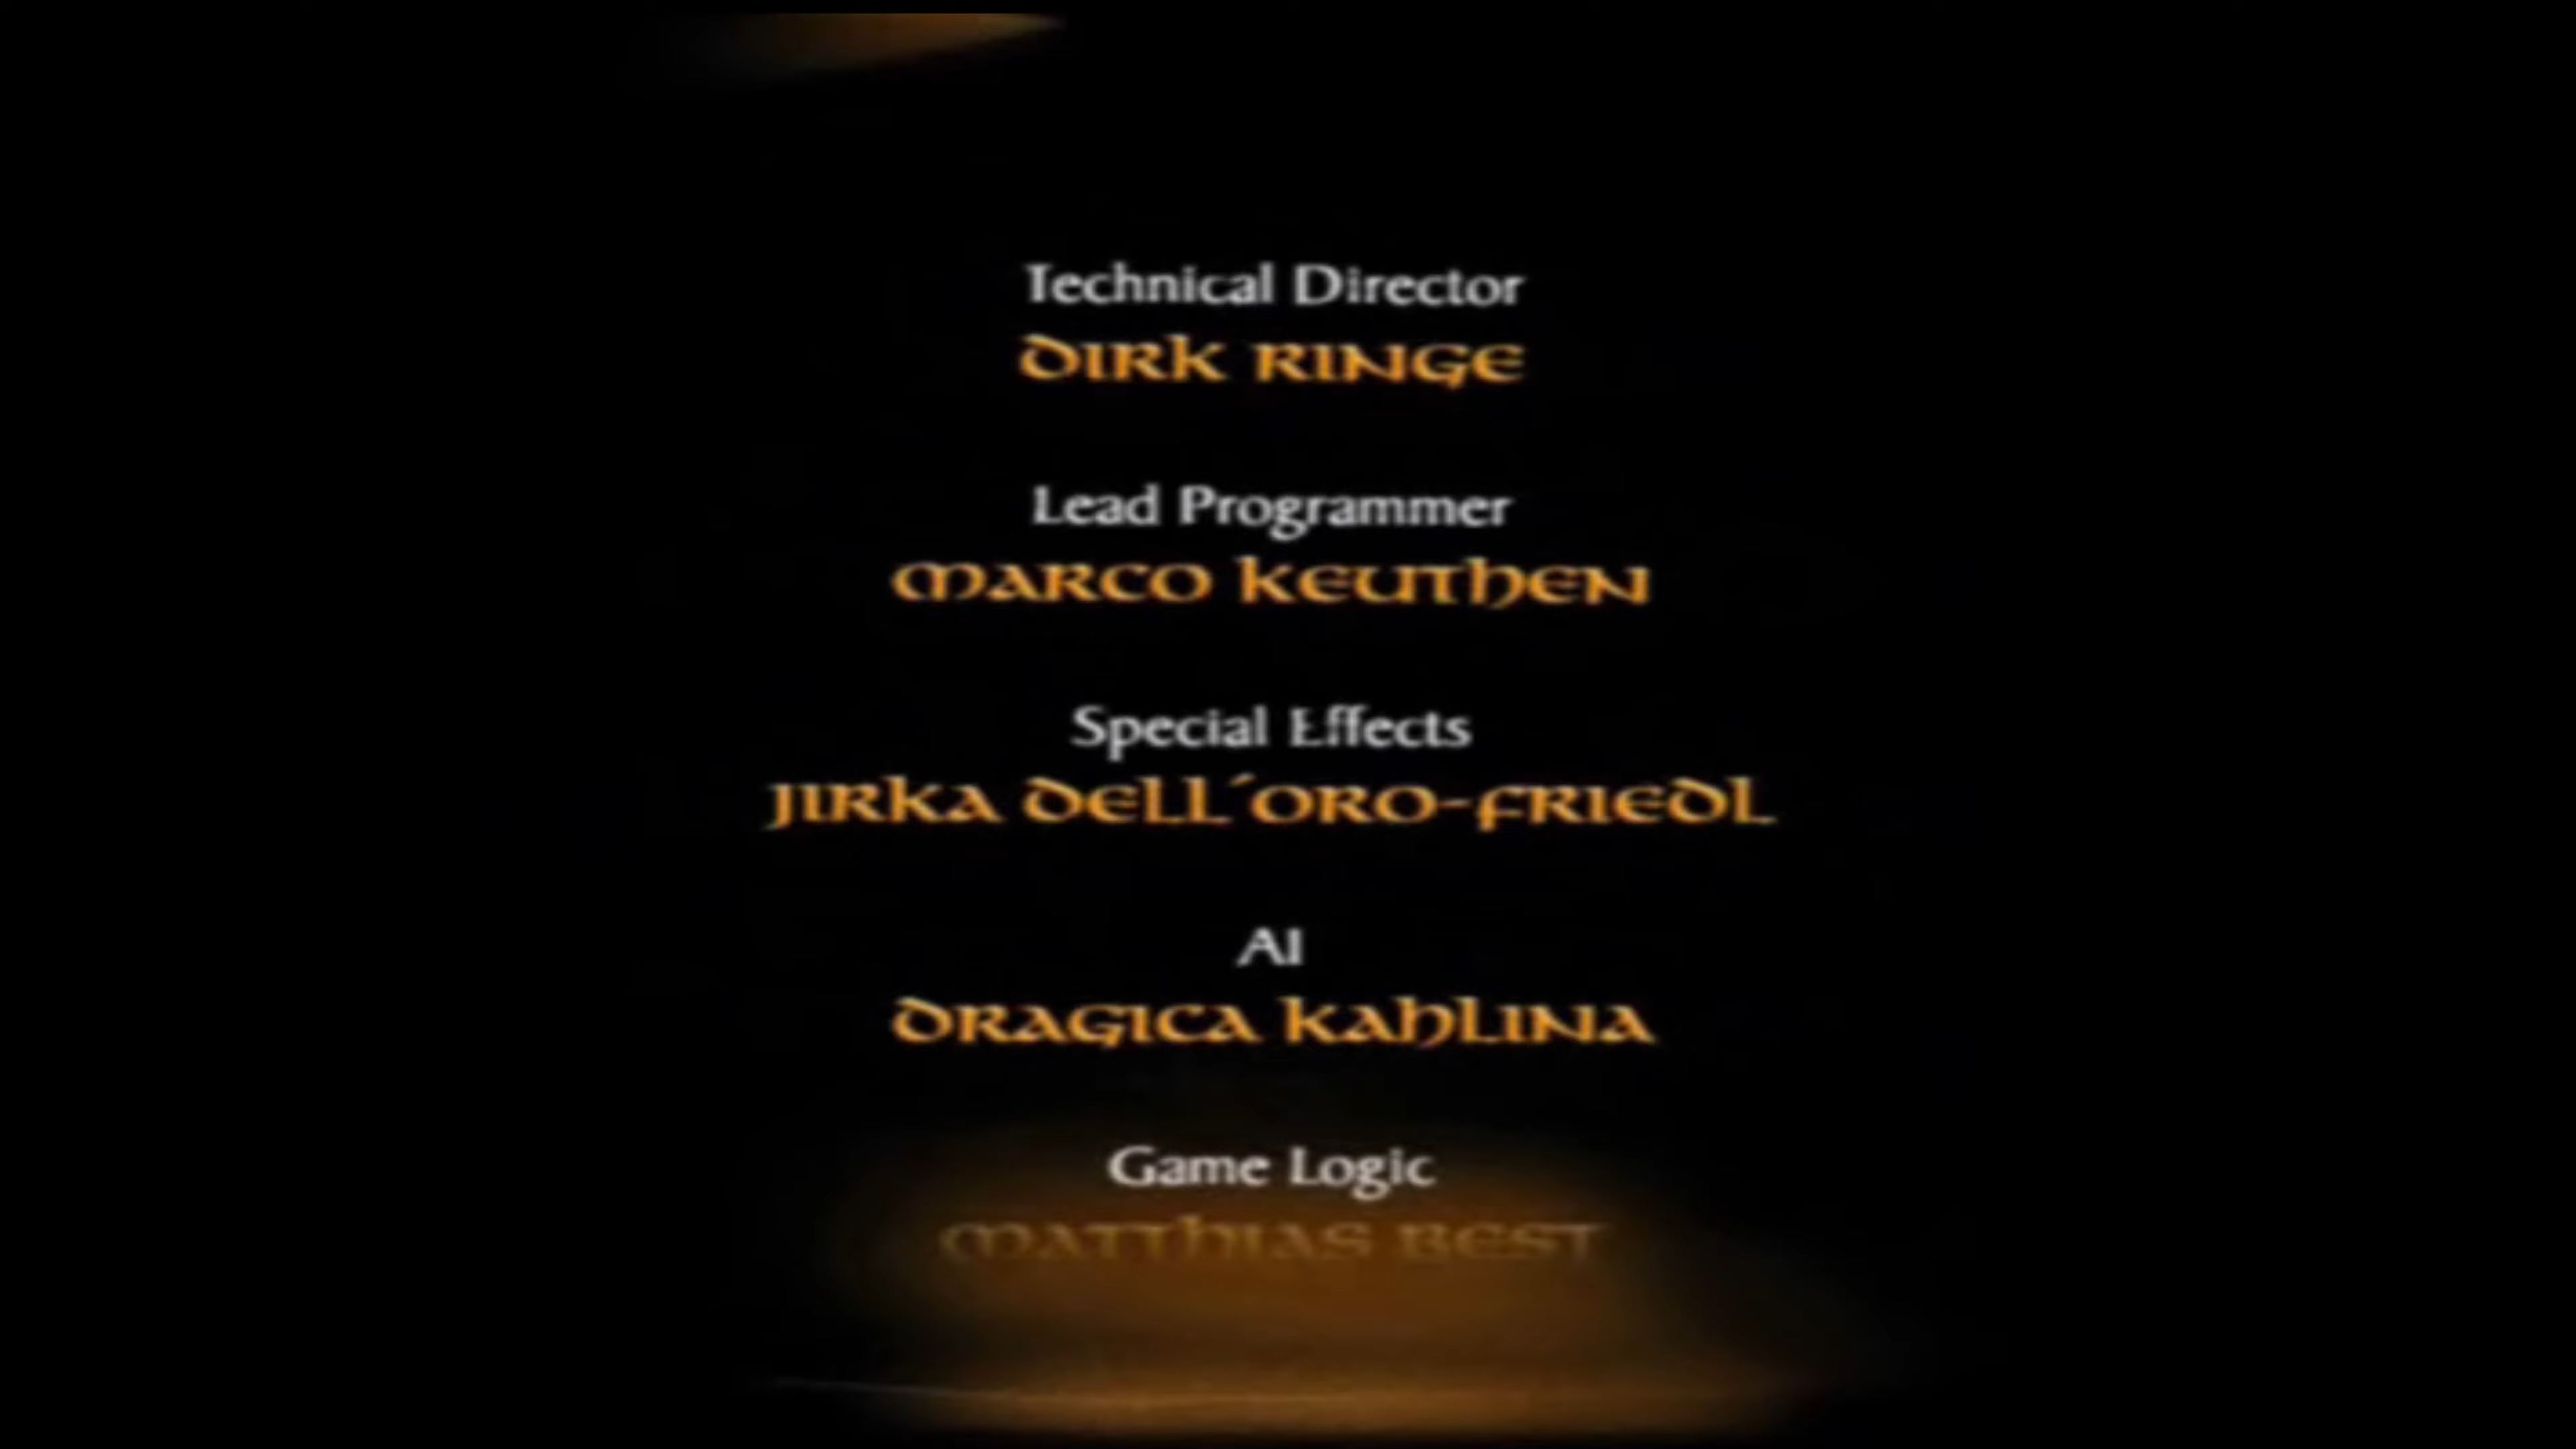 Technical Director
DIRK RINGE
Lead Programmer
MARCO KEUTHEN
Special Effects
JIRKA DELL´ORO-FRIEDL
AI
DRAGICA KAHLINA
Game Logic
MATTHIAS BEST